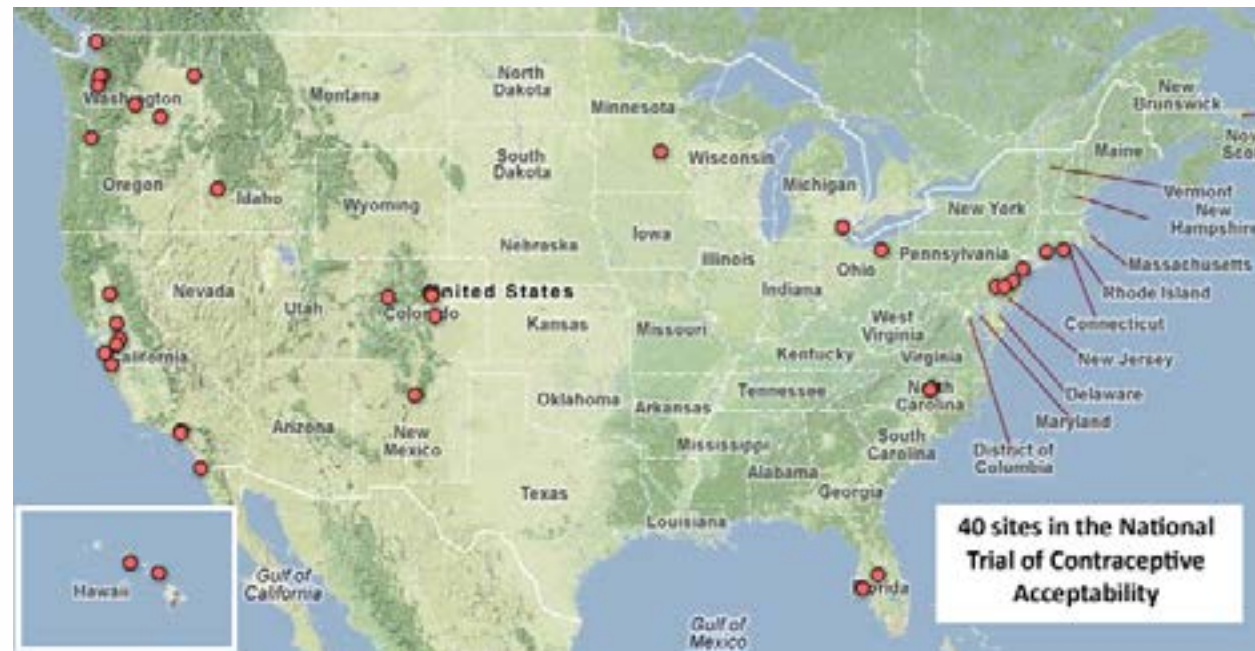 New
Brunswick
North
Dakota
Montana
Minnesota
Washington
Nov
Sco
Maine
South
Dakota
Wisconsin
Michigan
Oregon
Idaho
Vermont
Wyoming
New York
New
Hampshire
Iowa
Nebraska
Pennsylvania
Illinois
Ohio
Massachusetts
Indiana
Nevada
United States
Rhode Island
Utah
Colorado
Kansas
West
Virginia
Connecticut
Missouri
Kentucky
Virginia
California
New Jersey
Tennessee
North
Carolina
Delaware
Oklahoma
Arkansas
Maryland
Arizona
New
Mexico
South
Carolina
Mississippi
District of
Columbia
Alabama
Texas
Georgia
Louisiana
40 sites in the National
Trial of Contraceptive
Acceptability
Gulf of
California
Hawaii
Florida
Gulf of
Mexico